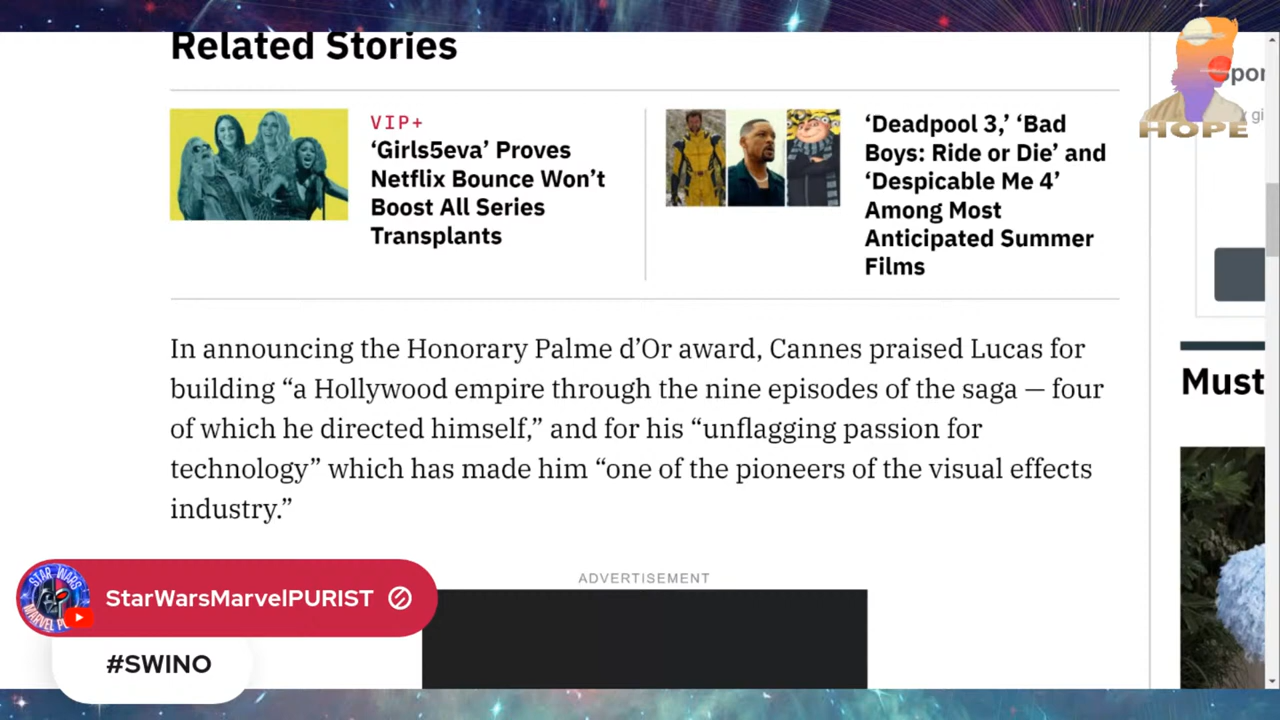 Related Stories
VIP+
‘Girls5eva’ Proves
Netflix Bounce Won’t
Boost All Series
Transplants
‘Deadpool 3,’ ‘Bad
Boys: Ride or Die’ and
‘Despicable Me 4’
Among Most
Anticipated Summer
Films
HOPE
In announcing the Honorary Palme d’Or award, Cannes praised Lucas for
building “a Hollywood empire through the nine episodes of the saga — four
of which he directed himself,” and for his “unflagging passion for
technology” which has made him “one of the pioneers of the visual effects
industry.”
Must
ADVERTISEMENT
STAR WARS
StarWarsMarvelPURIST
#SWINO